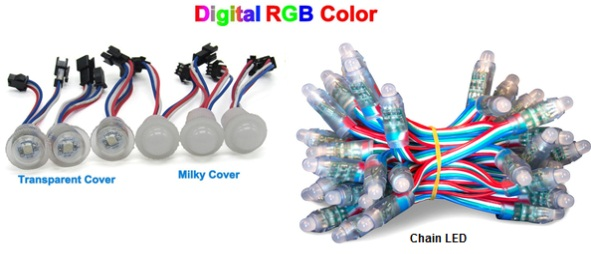 Digital RGB Color
Transparent Cover
Milky Cover
Chain LED